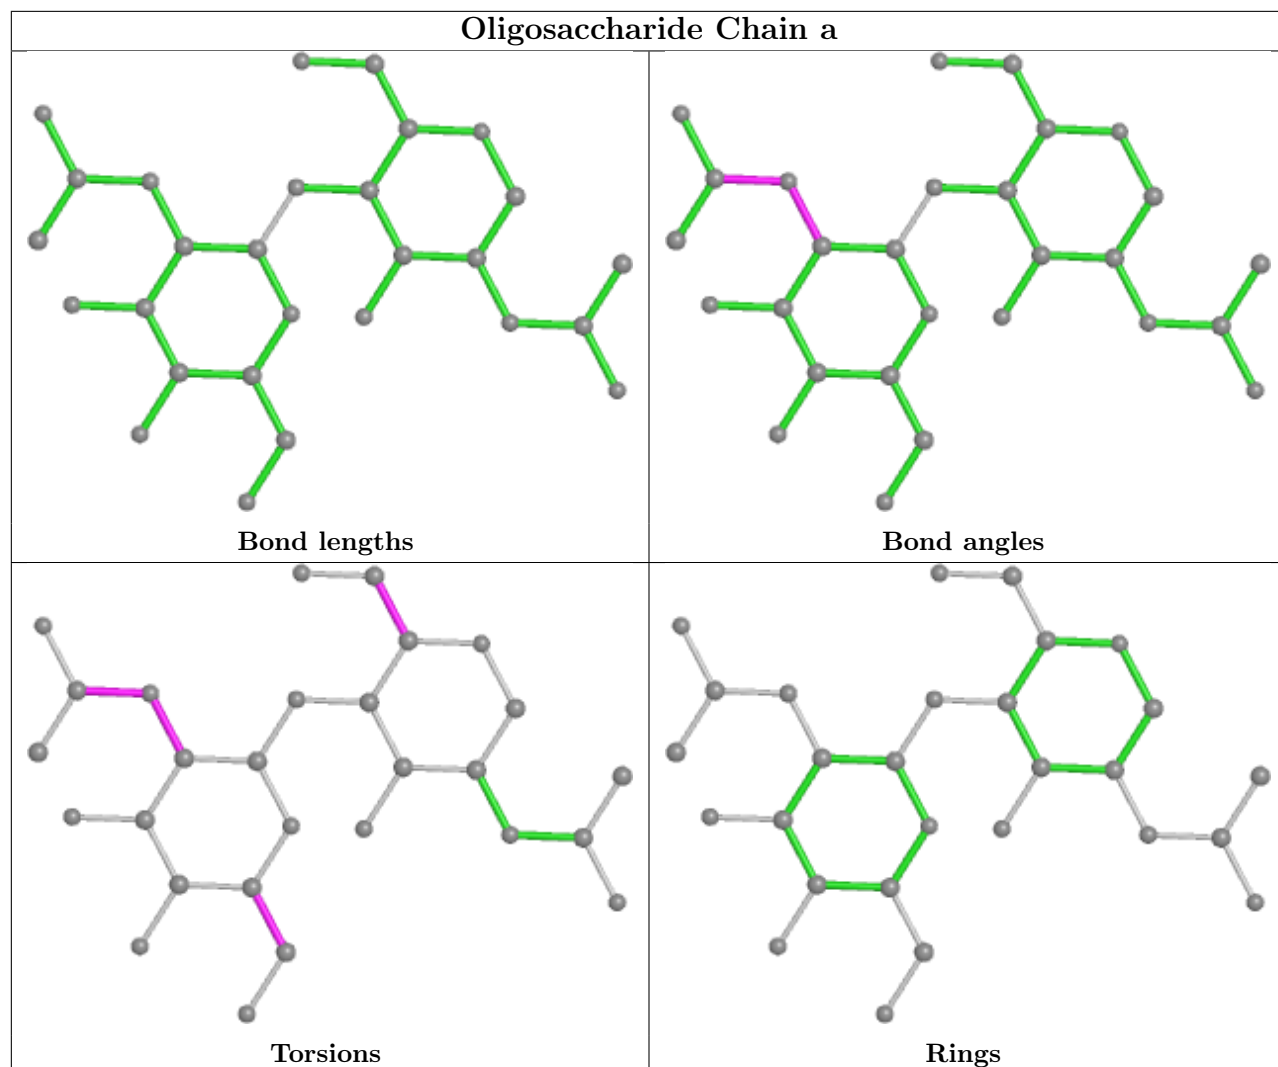 Oligosaccharide Chain a
Bond lengths
Bond angles
Torsions
Rings